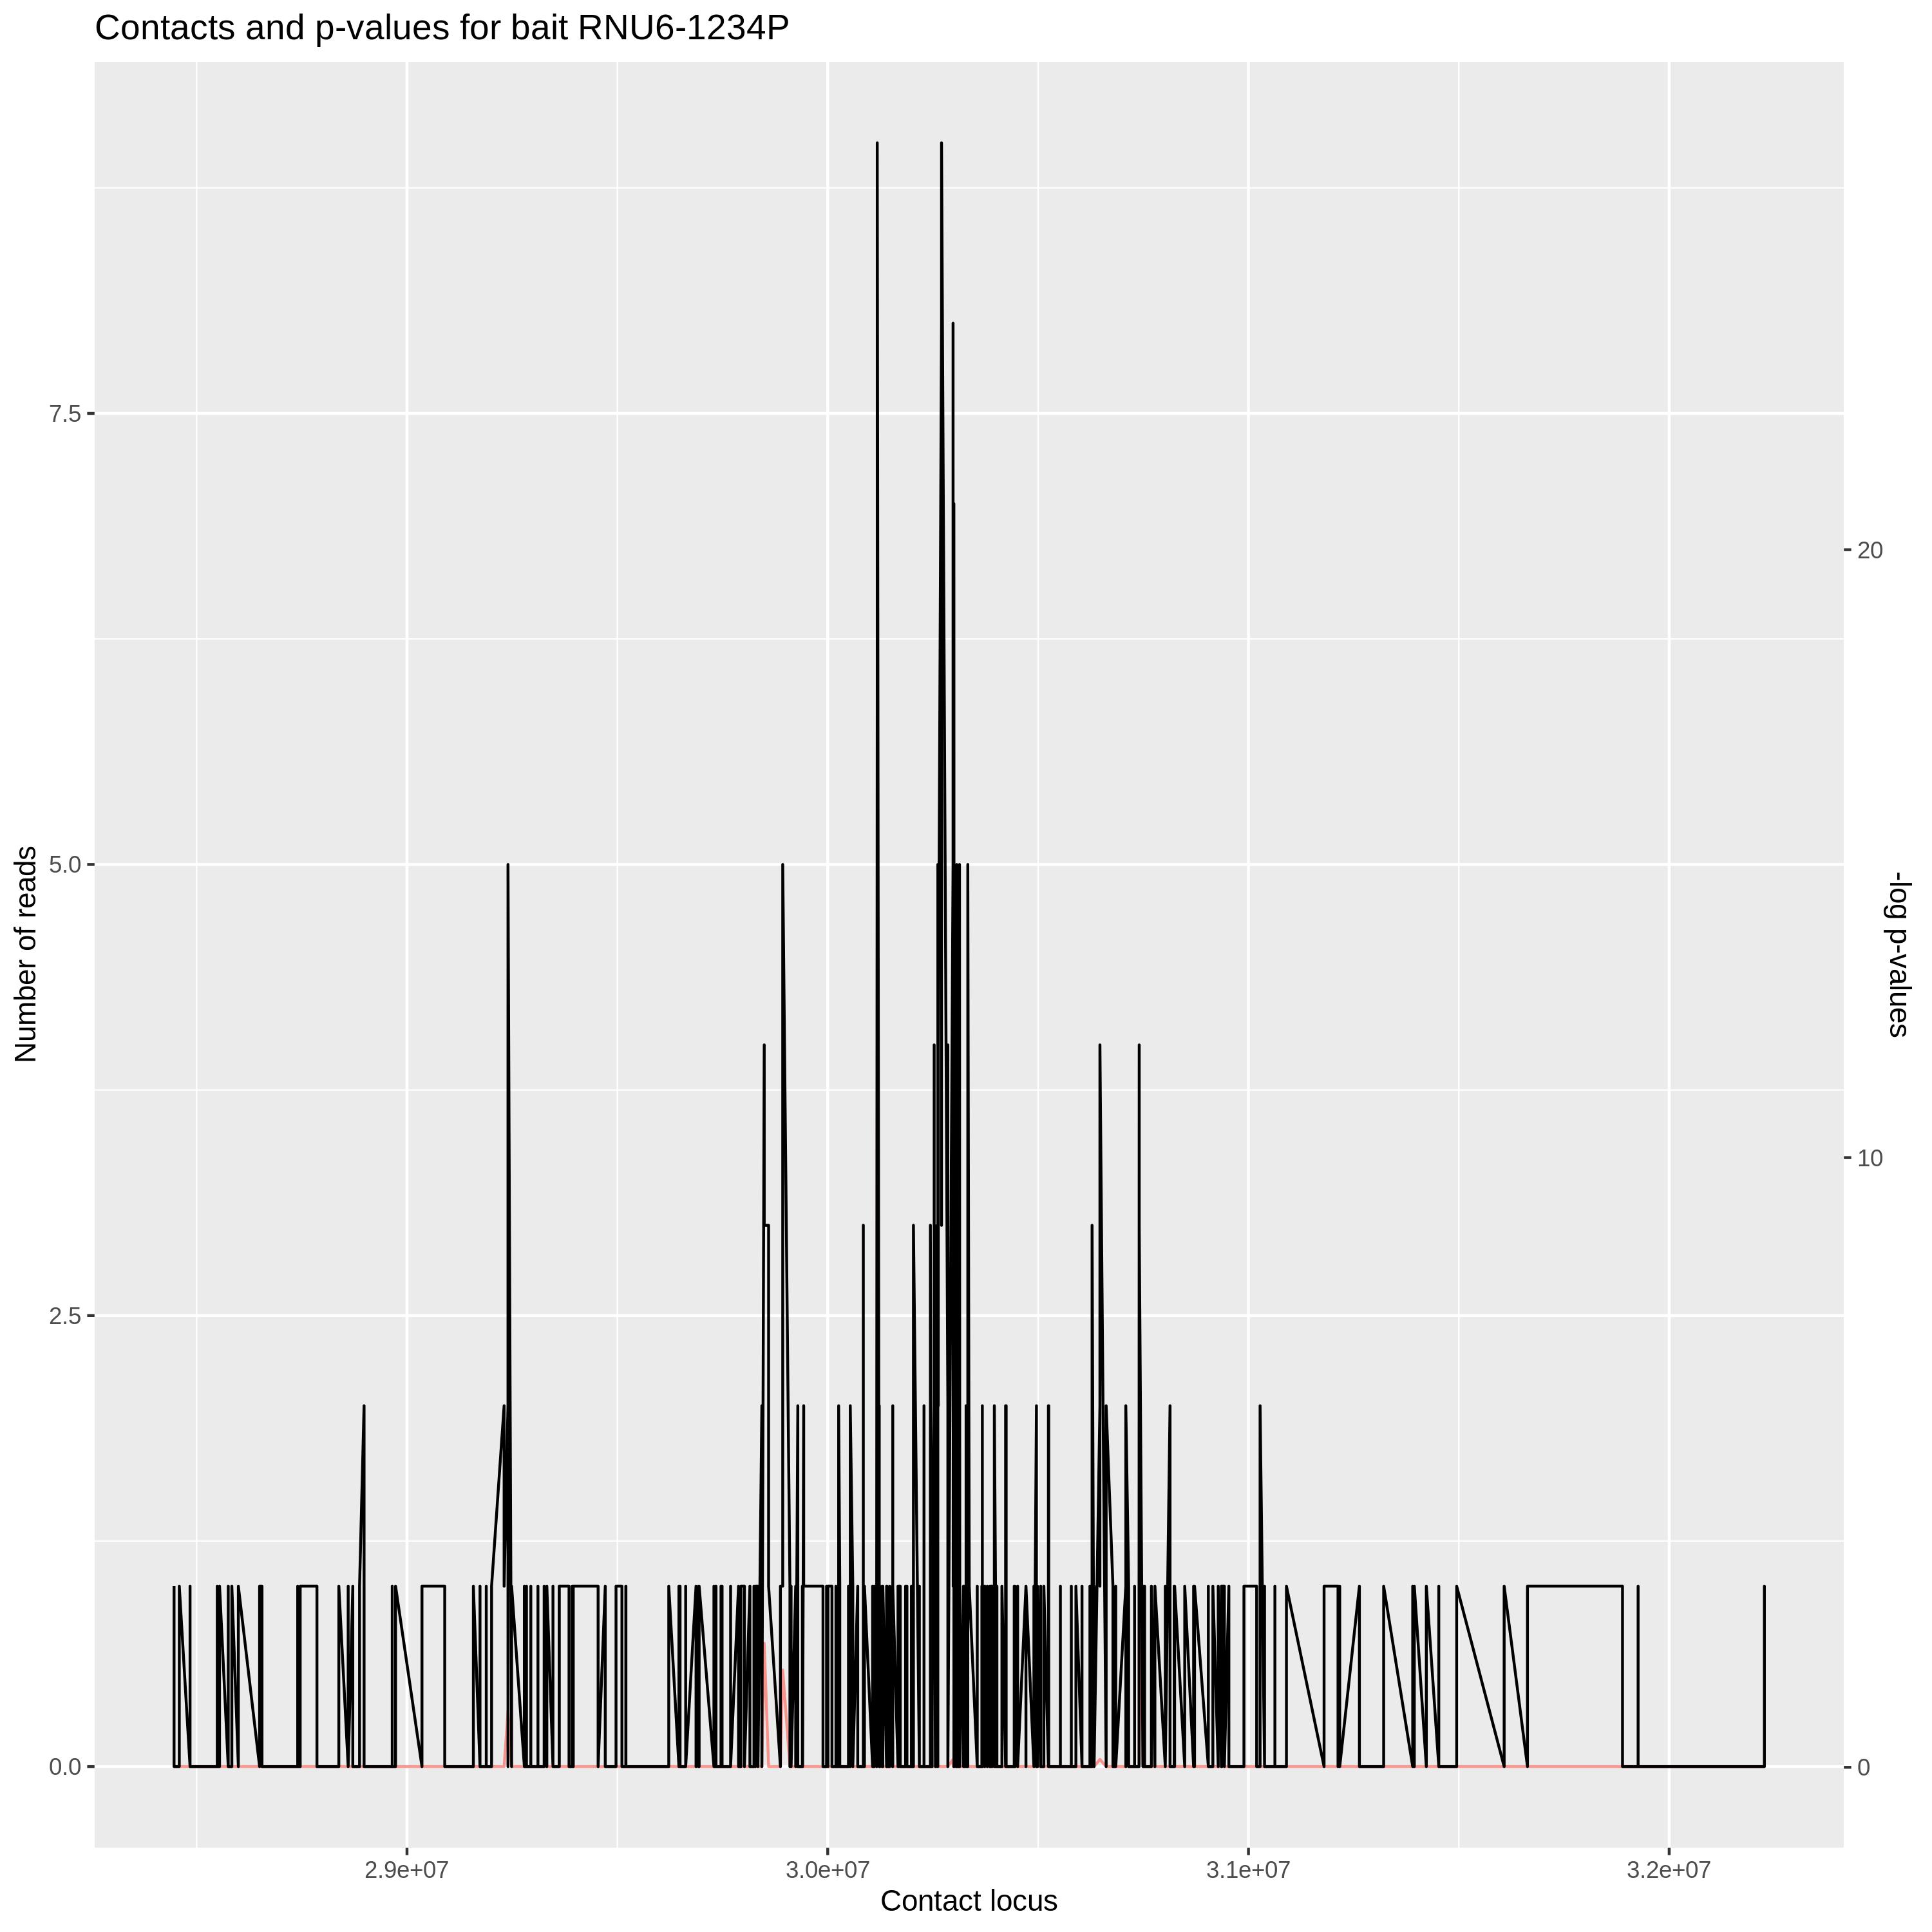 Contacts and p-values for bait RNU6-1234P
7.5
5.0
2.5
0.0
Number of reads
20
10
0
-log p-values
2.9e+07
3.0e+07
3.1e+07
3.2e+07
Contact locus